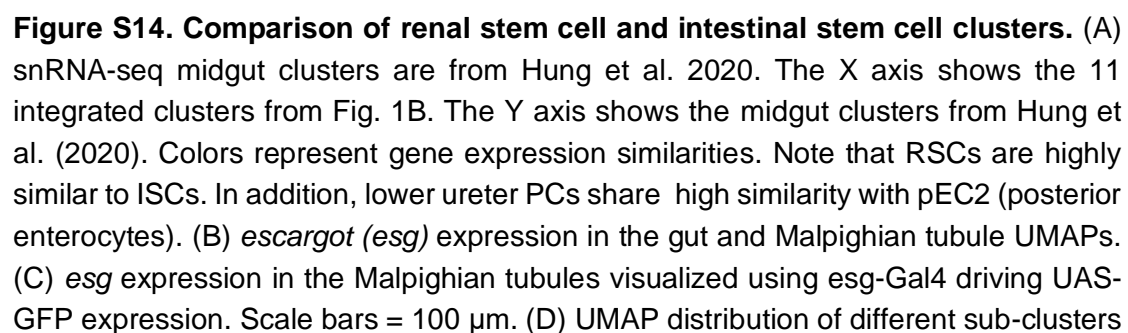 Figure S14. Comparison of renal stem cell and intestinal stem cell clusters. (A)
snRNA-seq midgut clusters are from Hung et al. 2020. The X axis shows the 11
integrated clusters from Fig. 1B. The Y axis shows the midgut clusters from Hung et
al. (2020). Colors represent gene expression similarities. Note that RSCs are highly
similar to ISCs. In addition, lower ureter PCs share high similarity with pEC2 (posterior
enterocytes). (B) escargot (esg) expression in the gut and Malpighian tubule UMAPs.
(C) esg expression in the Malpighian tubules visualized using esg-Gal4 driving UAS-
GFP expression. Scale bars = 100 µm. (D) UMAP distribution of different sub-clusters